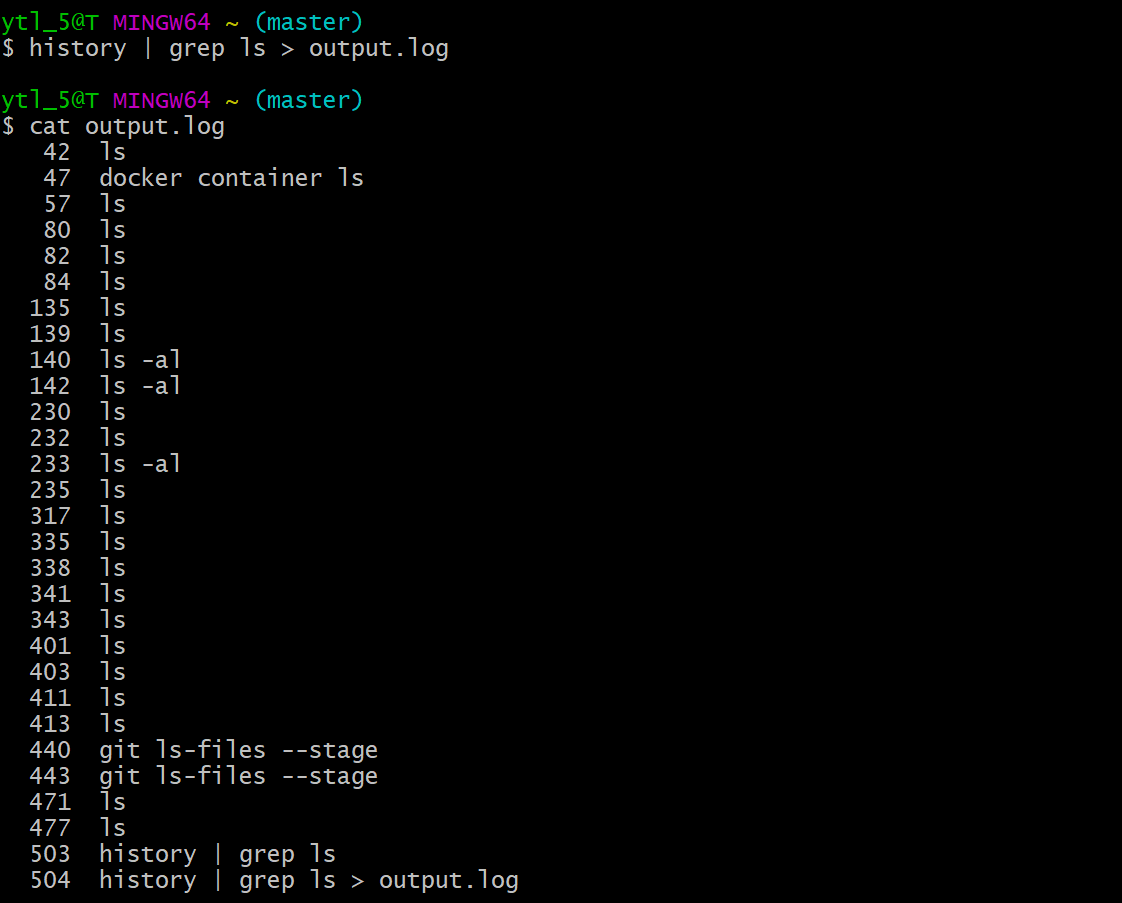 ytl_5@T MINGW64 ~ (master)
$ history | grep ls > output.log
ytl_5@T MINGW64 ~ (master)
$ cat output.log
42 ls
47 docker container ls
57 ls
80 ls
82 ls
84 ls
135 ls
139 ls
140 ls -al
142 ls -al
230 ls
232 ls
233 ls -al
235 ls
317 ls
335 ls
338 ls
341 ls
343 ls
401 ls
403 ls
411 ls
413 ls
440 git ls-files --stage
443 git ls-files --stage
471 ls
477 ls
503 history | grep ls
504 history | grep ls > output.log